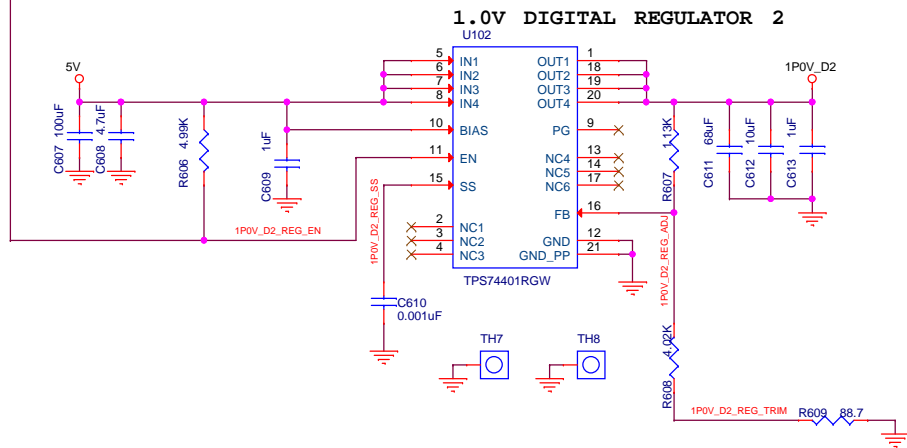 1.0V DIGITAL REGULATOR 2
U102
5V
1P0V_D2
5 IN1 OUT1 1
6 IN2 OUT2 18
7 IN3 OUT3 19
8 IN4 OUT4 20
10 BIAS PG 9
11 EN NC4 13
NC5 14
15 SS NC6 17
FB 16
2 NC1
3 NC2 GND 12
4 NC3 GND_PP 21
TPS74401RGW
C607 100uF
C608 4.7uF
R606 4.99K
C609 1uF
R607 1.13K
C611 68uF
C612 10uF
C613 1uF
1P0V_D2_REG_EN
1P0V_D2_REG_SS
1P0V_D2_REG_ADJ
C610
0.001uF
TH7
TH8
R608 4.02K
1P0V_D2_REG_TRIM
R609 88.7